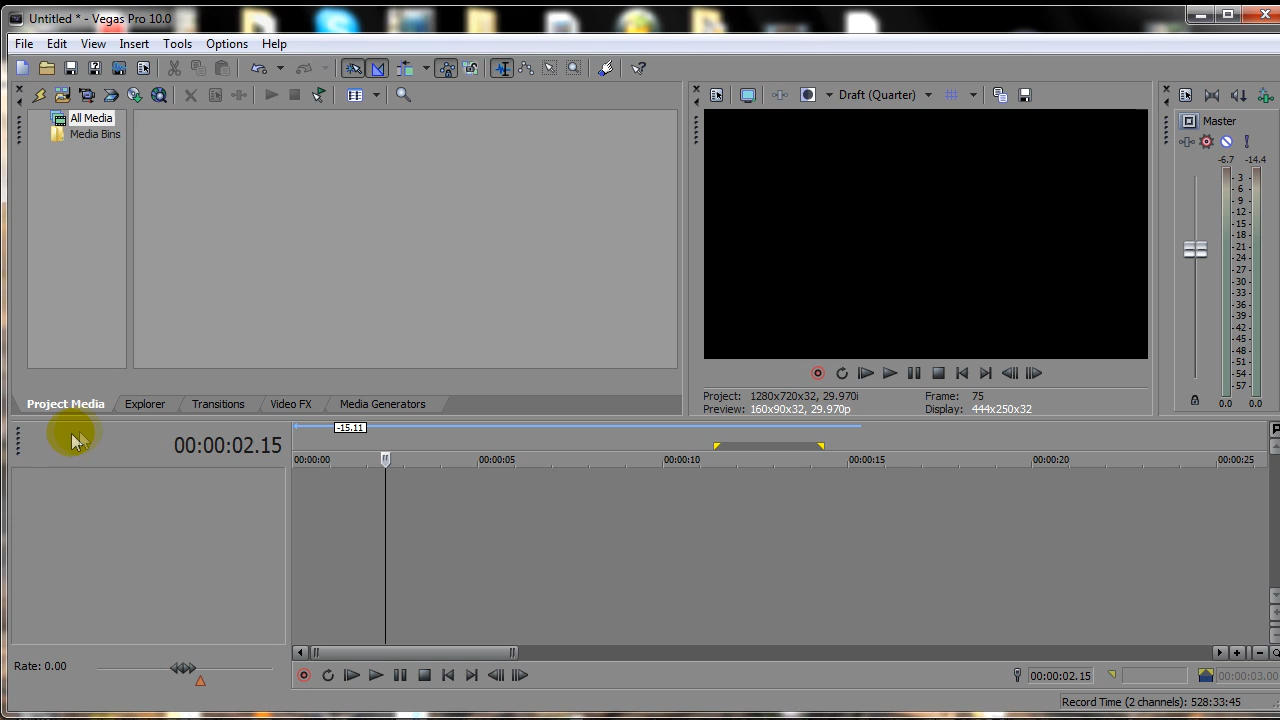 Untitled * - Vegas Pro 10.0
File Edit View Insert Tools Options Help
Draft (Quarter)
All Media
Media Bins
Master
-6.7 -14.4
3
6
9
12
15
18
21
24
27
30
33
36
39
42
45
48
51
54
57
0.0 0.0
Project: 1280x720x32, 29.970i Frame: 75
Preview: 160x90x32, 29.970p Display: 444x250x32
Project Media Explorer Transitions Video FX Media Generators
-15.11
00:00:02.15
00:00:00 00:00:05 00:00:10 00:00:15 00:00:20 00:00:25
Rate: 0.00
00:00:02.15 00:00:03.00
Record Time (2 channels): 528:33:45